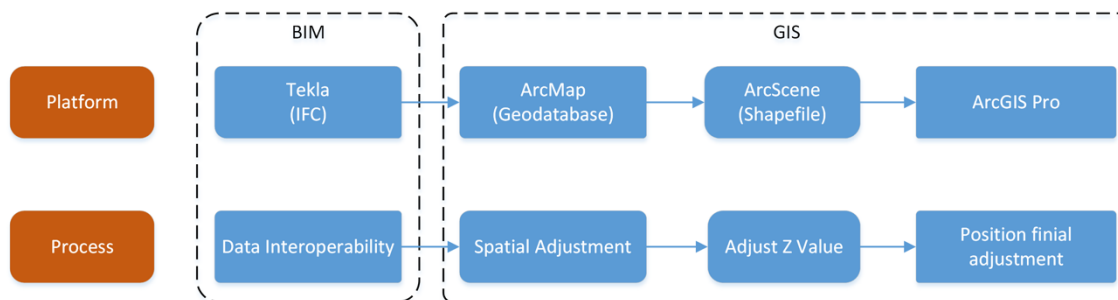 BIM
GIS
Platform
Tekla
(IFC)
ArcMap
(Geodatabase)
ArcScene
(Shapefile)
ArcGIS Pro
Process
Data Interoperability
Spatial Adjustment
Adjust Z Value
Position finial
adjustment